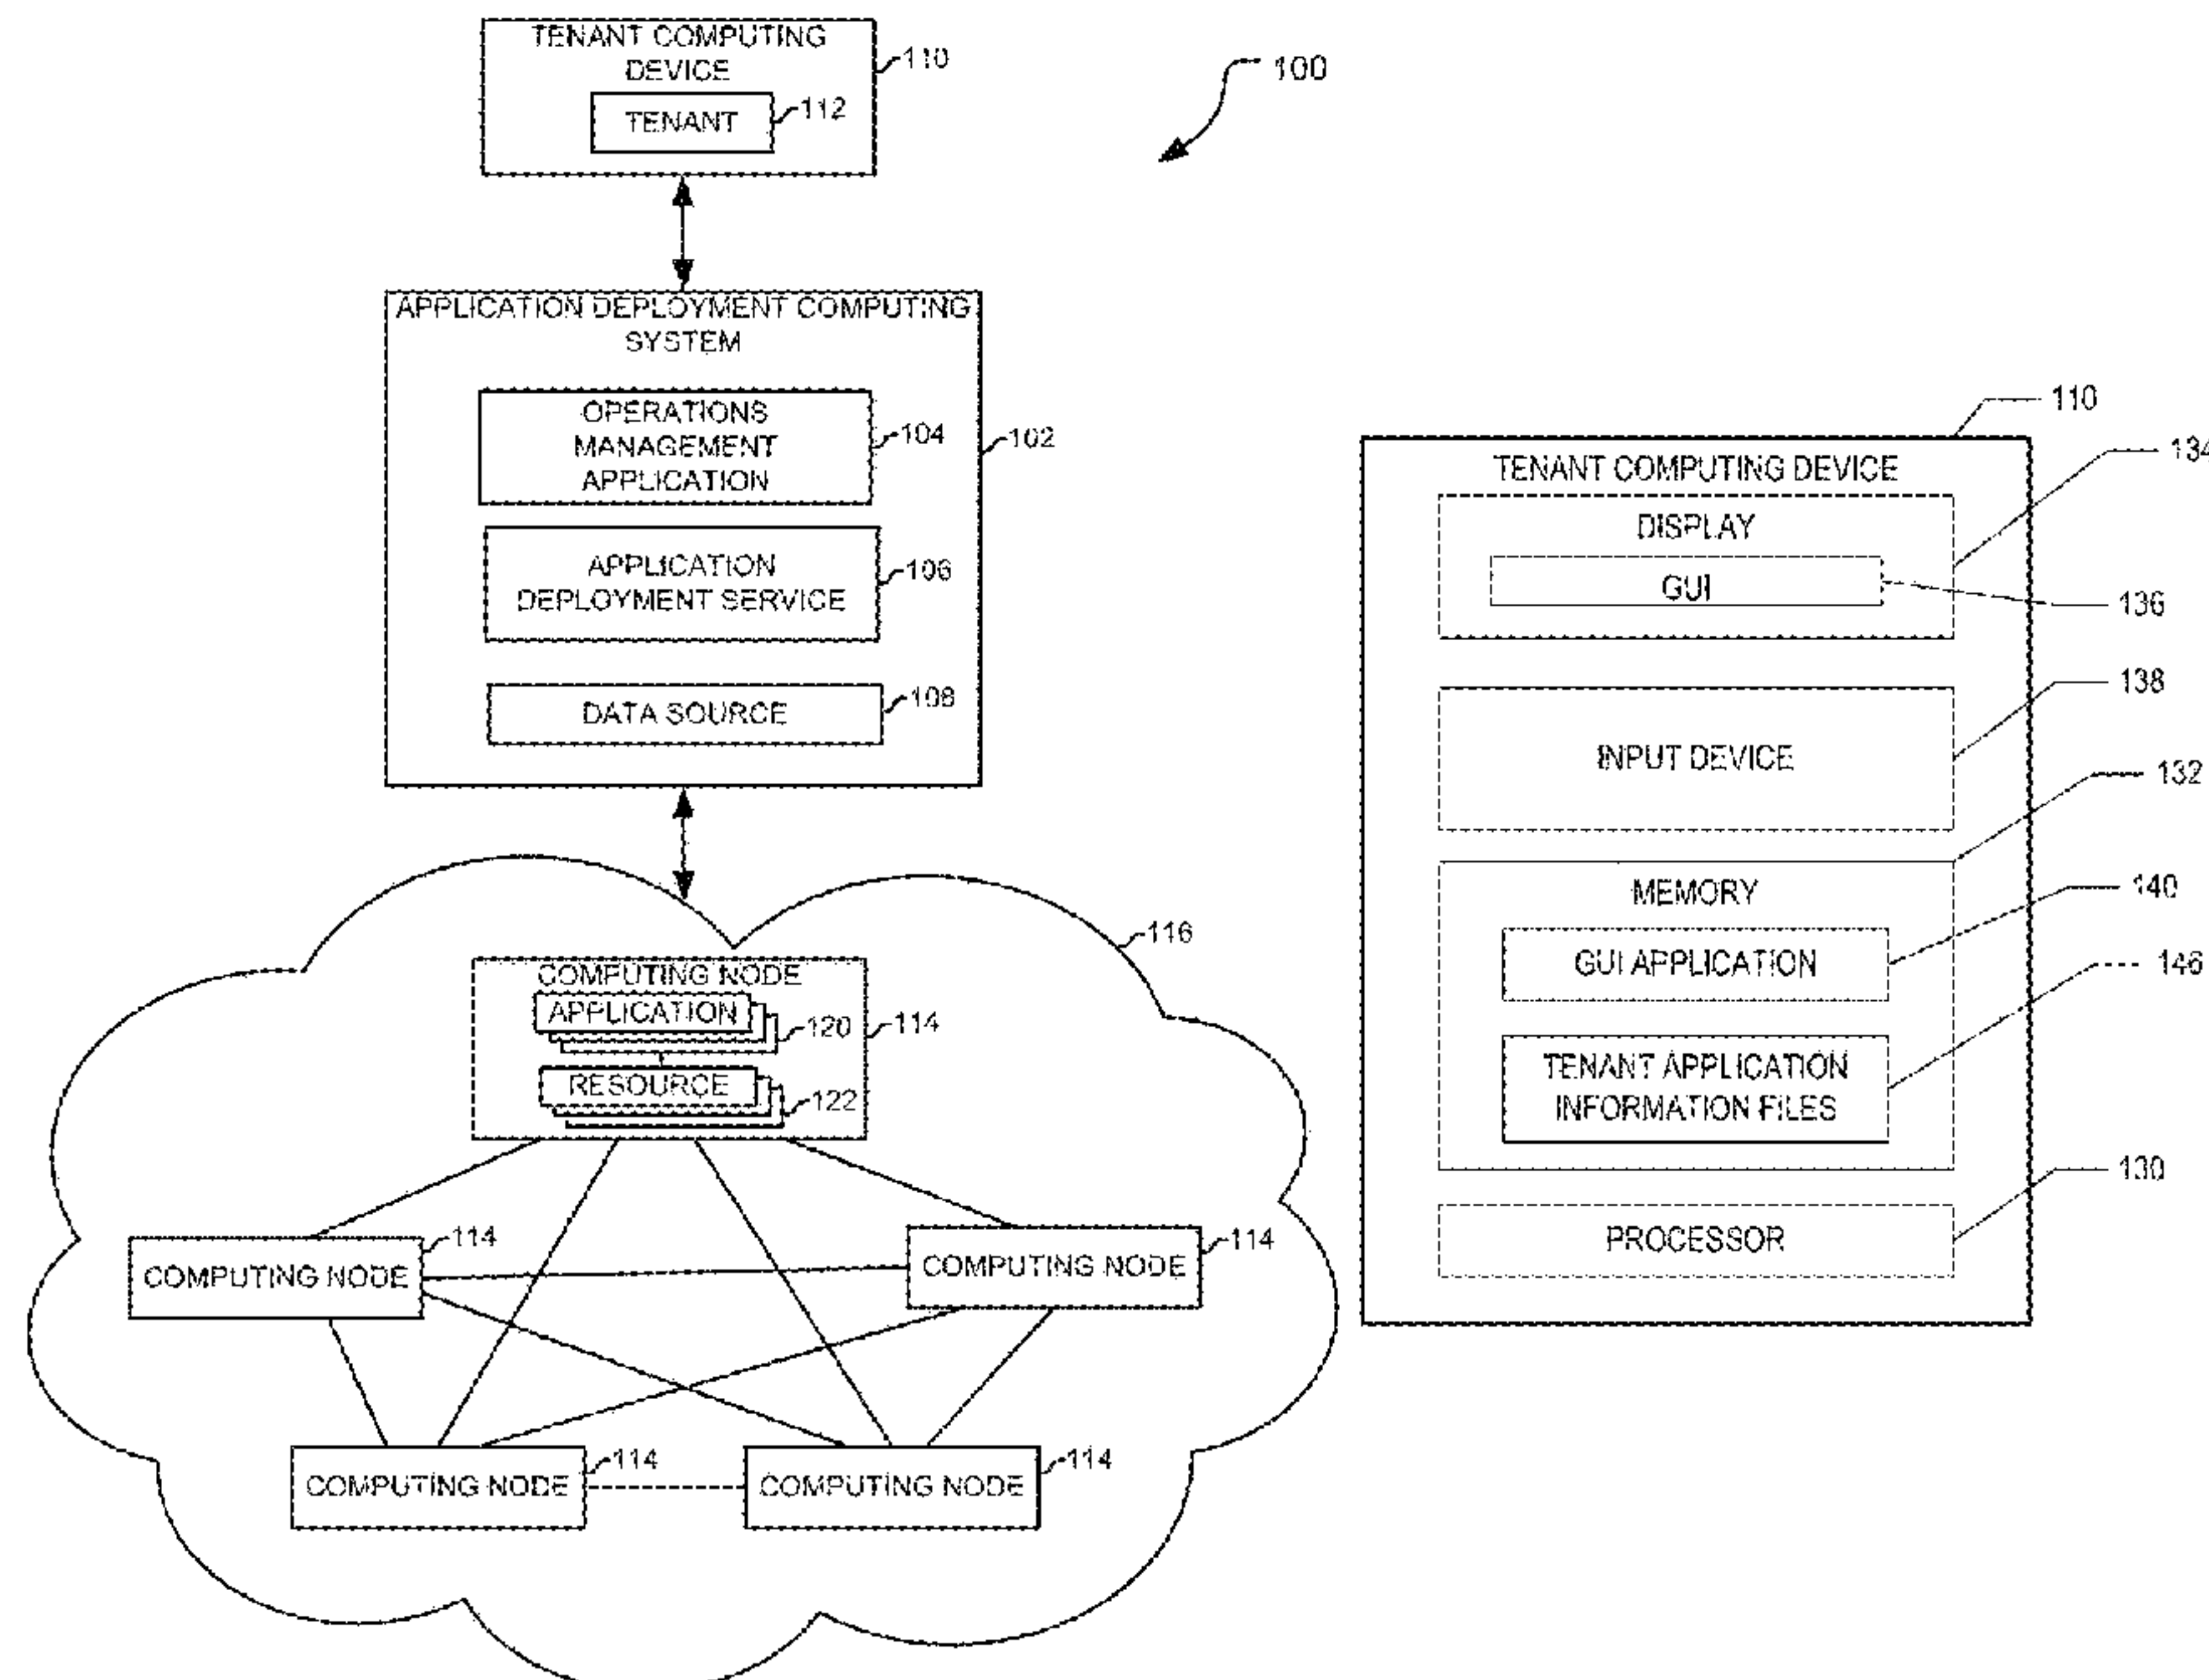 TENANT COMPUTING
DEVICE
110
TENANT
112
100
APPLICATION DEPLOYMENT COMPUTING
SYSTEM
OPERATIONS
MANAGEMENT
APPLICATION
104
102
APPLICATION
DEPLOYMENT SERVICE
106
DATA SOURCE
108
116
COMPUTING NODE
APPLICATION
120
114
RESOURCE
122
COMPUTING NODE
114
COMPUTING NODE
114
COMPUTING NODE
114
COMPUTING NODE
114
110
TENANT COMPUTING DEVICE
134
DISPLAY
GUI
136
138
INPUT DEVICE
132
MEMORY
140
GUI APPLICATION
146
TENANT APPLICATION
INFORMATION FILES
130
PROCESSOR